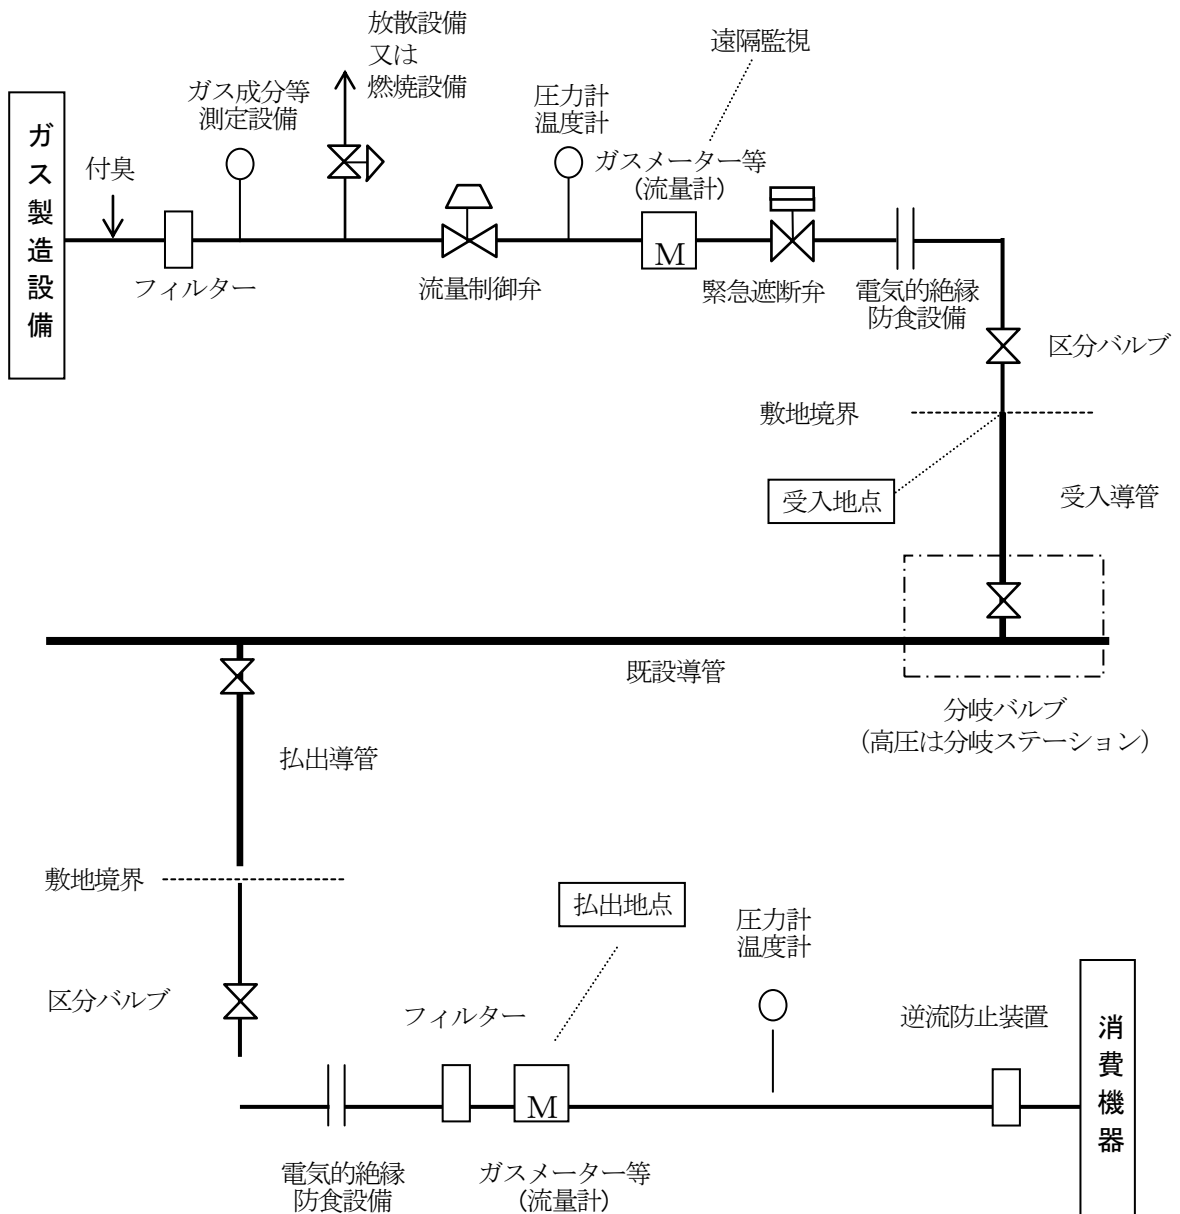 放散設備
又は
燃焼設備
遠隔監視
ガス成分等
測定設備
圧力計
温度計
ガス製造設備
付臭
ガスメーター等
(流量計)
M
フィルター
流量制御弁
緊急遮断弁
電気的絶縁
防食設備
区分バルブ
敷地境界
受入地点
受入導管
既設導管
分岐バルブ
(高圧は分岐ステーション)
払出導管
敷地境界
払出地点
圧力計
温度計
区分バルブ
フィルター
逆流防止装置
消費機器
M
電気的絶縁
防食設備
ガスメーター等
(流量計)